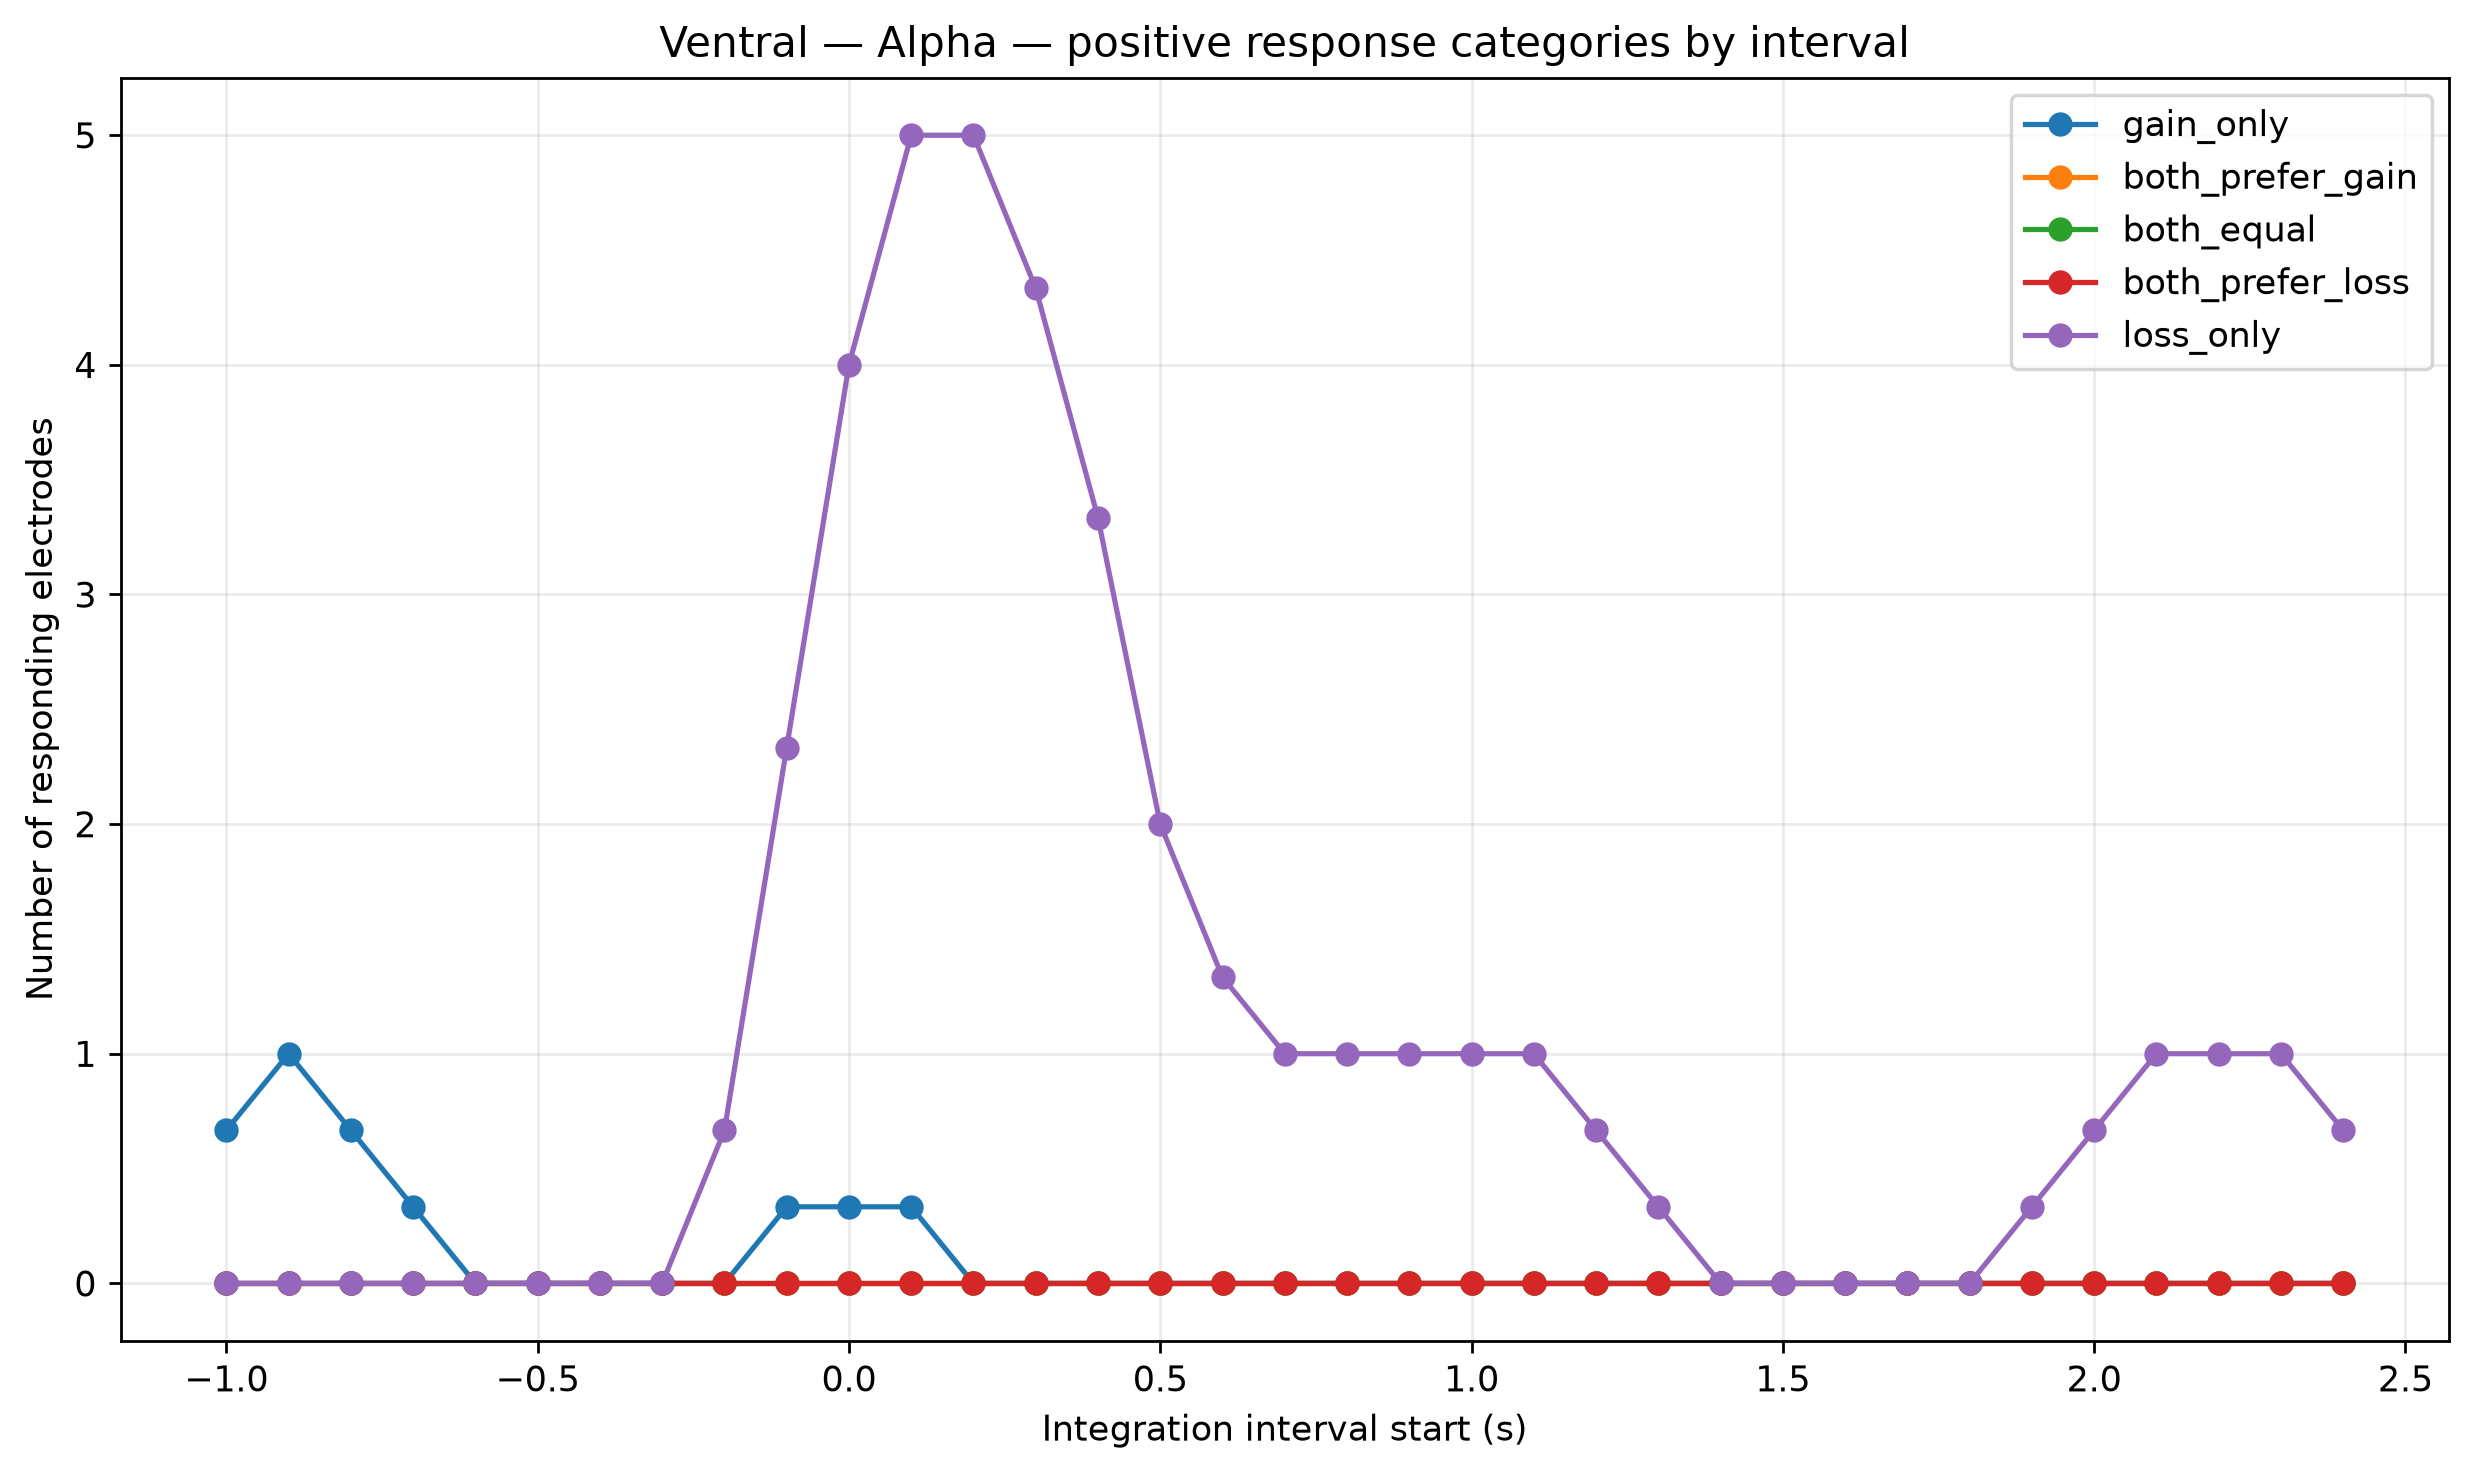 Ventral — Alpha — positive response categories by interval
gain_only
both_prefer_gain
both_equal
both_prefer_loss
loss_only
Number of responding electrodes
5
4
3
2
1
0
−1.0
−0.5
0.0
0.5
1.0
1.5
2.0
2.5
Integration interval start (s)